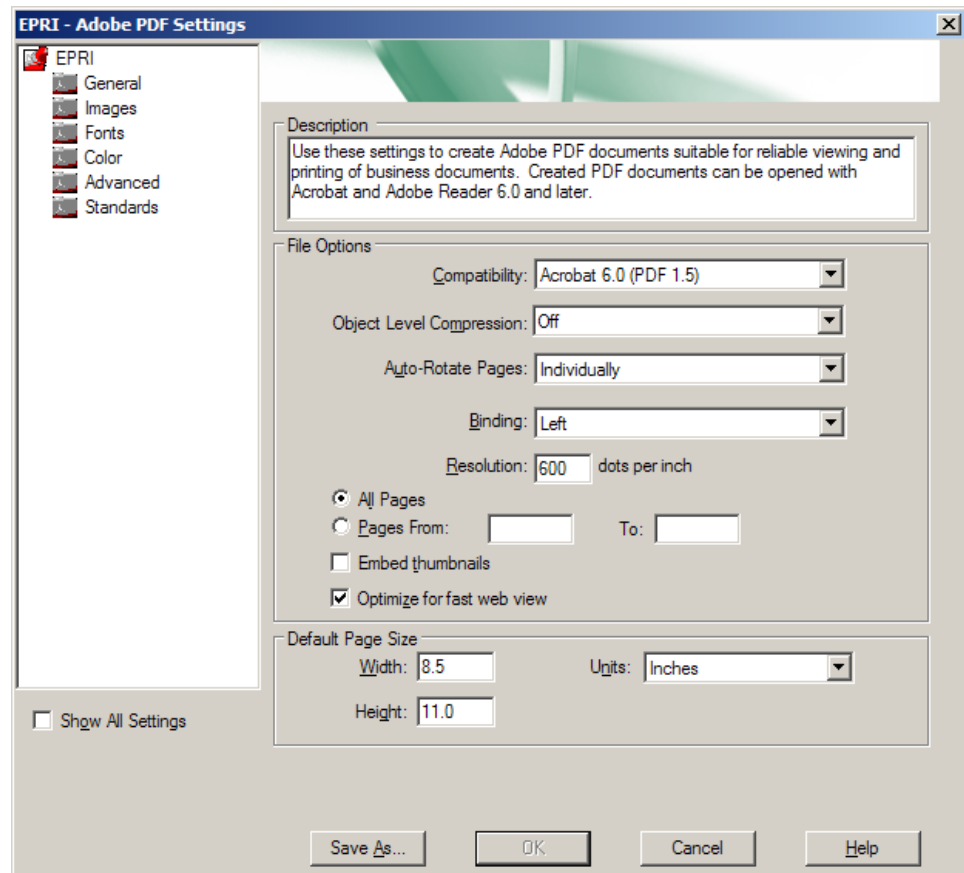 EPRI - Adobe PDF Settings
EPRI
General
Images
Fonts
Color
Advanced
Standards
Show All Settings
Description
Use these settings to create Adobe PDF documents suitable for reliable viewing and
printing of business documents.  Created PDF documents can be opened with
Acrobat and Adobe Reader 6.0 and later.
File Options
Compatibility: Acrobat 6.0 (PDF 1.5)
Object Level Compression: Off
Auto-Rotate Pages: Individually
Binding: Left
Resolution: 600 dots per inch
All Pages
Pages From: To:
Embed thumbnails
Optimize for fast web view
Default Page Size
Width: 8.5 Units: Inches
Height: 11.0
Save As... OK Cancel Help